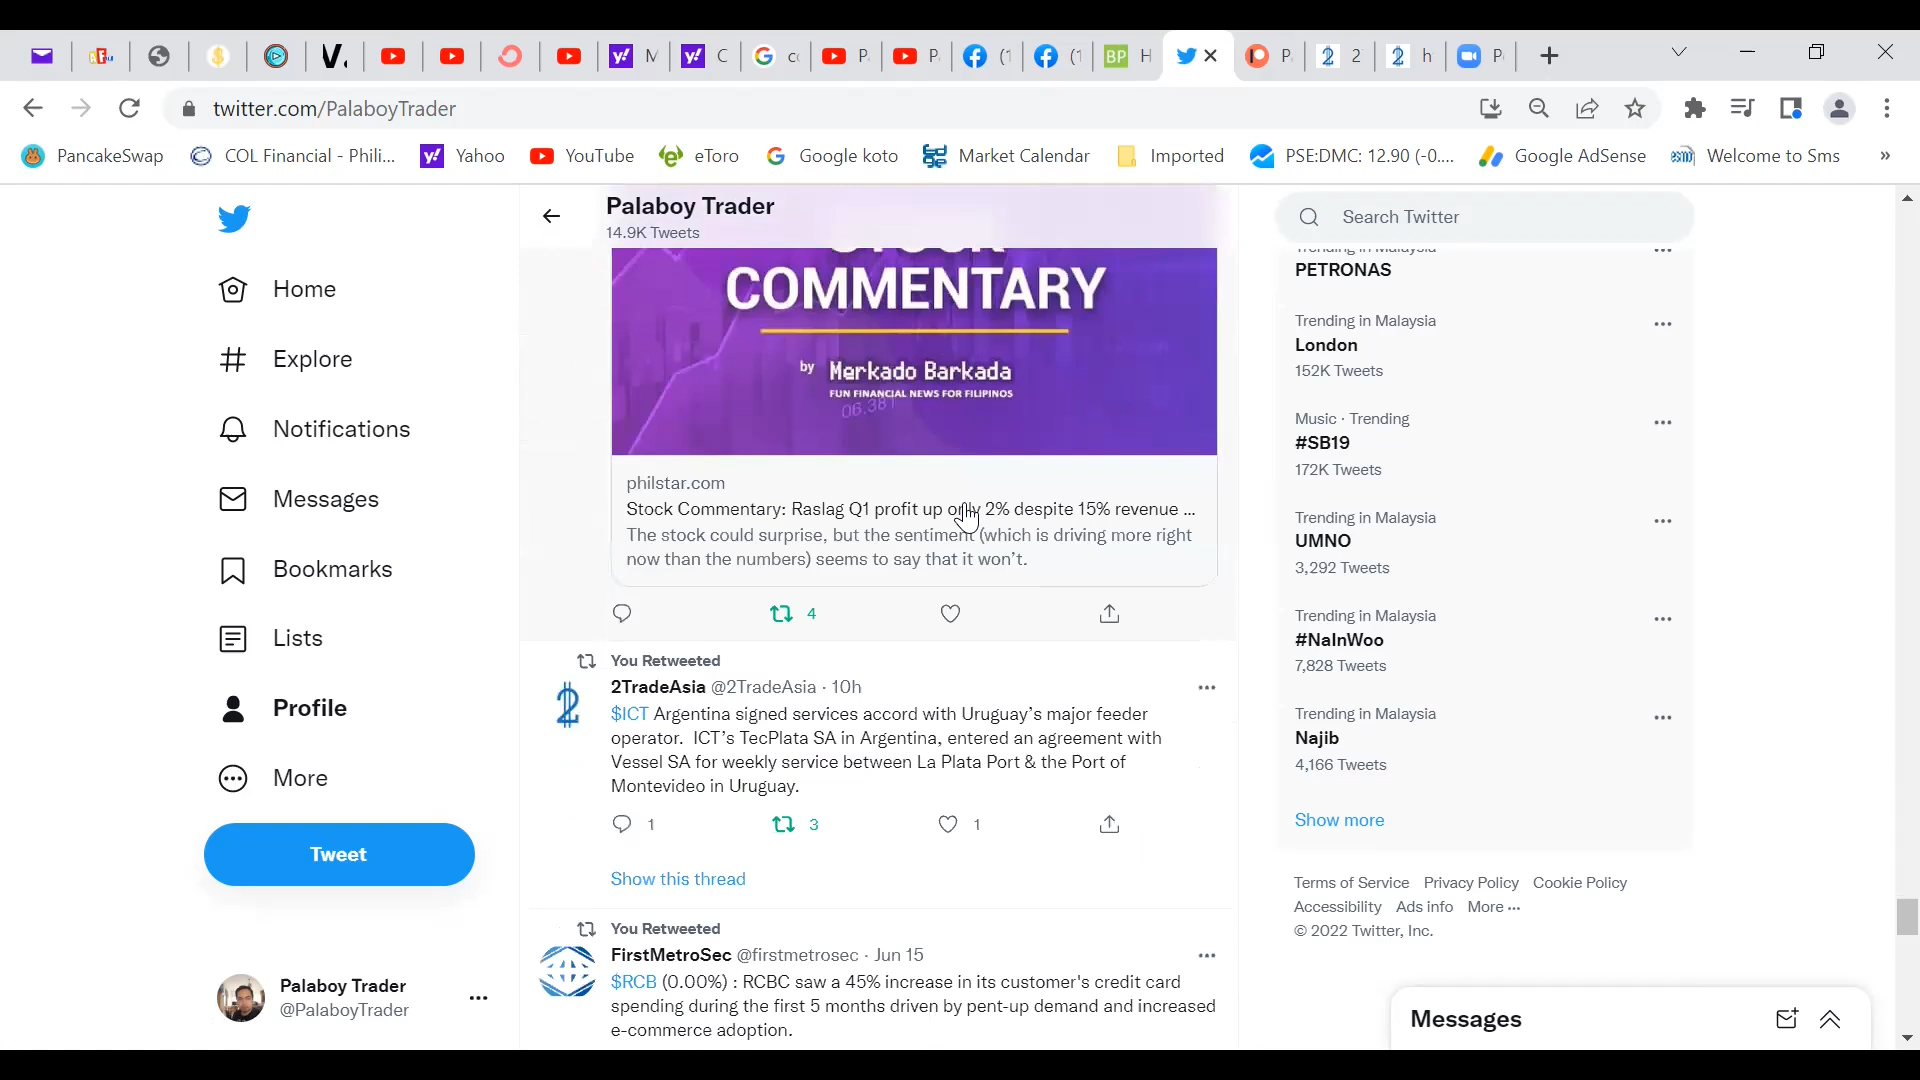 M
C
c
P
P
(1
(1
BP H
P
2
h
P
twitter.com/PalaboyTrader
PancakeSwap
COL Financial - Phili...
Yahoo
YouTube
eToro
Google koto
Market Calendar
Imported
PSE:DMC: 12.90 (-0....
Google AdSense
Welcome to Sms
»
Home
Explore
Notifications
Messages
Bookmarks
Lists
Profile
More
Tweet
Palaboy Trader
@PalaboyTrader
Palaboy Trader
14.9K Tweets
STOCK
COMMENTARY
by Merkado Barkada
FUN FINANCIAL NEWS FOR FILIPINOS
06.381
philstar.com
Stock Commentary: Raslag Q1 profit up only 2% despite 15% revenue ...
The stock could surprise, but the sentiment (which is driving more right
now than the numbers) seems to say that it won’t.
4
You Retweeted
2TradeAsia @2TradeAsia · 10h
$ICT Argentina signed services accord with Uruguay’s major feeder
operator. ICT’s TecPlata SA in Argentina, entered an agreement with
Vessel SA for weekly service between La Plata Port & the Port of
Montevideo in Uruguay.
1 3 1
Show this thread
You Retweeted
FirstMetroSec @firstmetrosec · Jun 15
$RCB (0.00%) : RCBC saw a 45% increase in its customer's credit card
spending during the first 5 months driven by pent-up demand and increased
e-commerce adoption.
Search Twitter
Trending in Malaysia
PETRONAS
Trending in Malaysia
London
152K Tweets
Music · Trending
#SB19
172K Tweets
Trending in Malaysia
UMNO
3,292 Tweets
Trending in Malaysia
#NaInWoo
7,828 Tweets
Trending in Malaysia
Najib
4,166 Tweets
Show more
Terms of Service Privacy Policy Cookie Policy
Accessibility Ads info More ···
© 2022 Twitter, Inc.
Messages